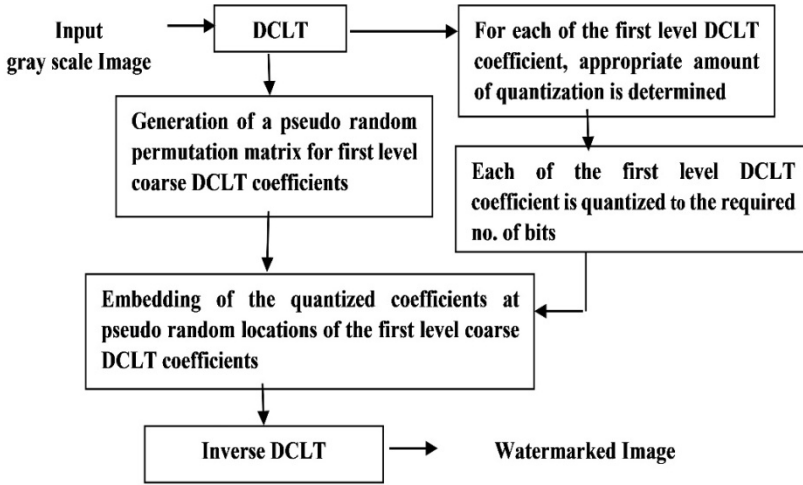 Input
gray scale Image
DCLT
For each of the first level DCLT
coefficient, appropriate amount
of quantization is determined
Generation of a pseudo random
permutation matrix for first level
coarse DCLT coefficients
Each of the first level DCLT
coefficient is quantized to the required
no. of bits
Embedding of the quantized coefficients at
pseudo random locations of the first level coarse
DCLT coefficients
Inverse DCLT
Watermarked Image